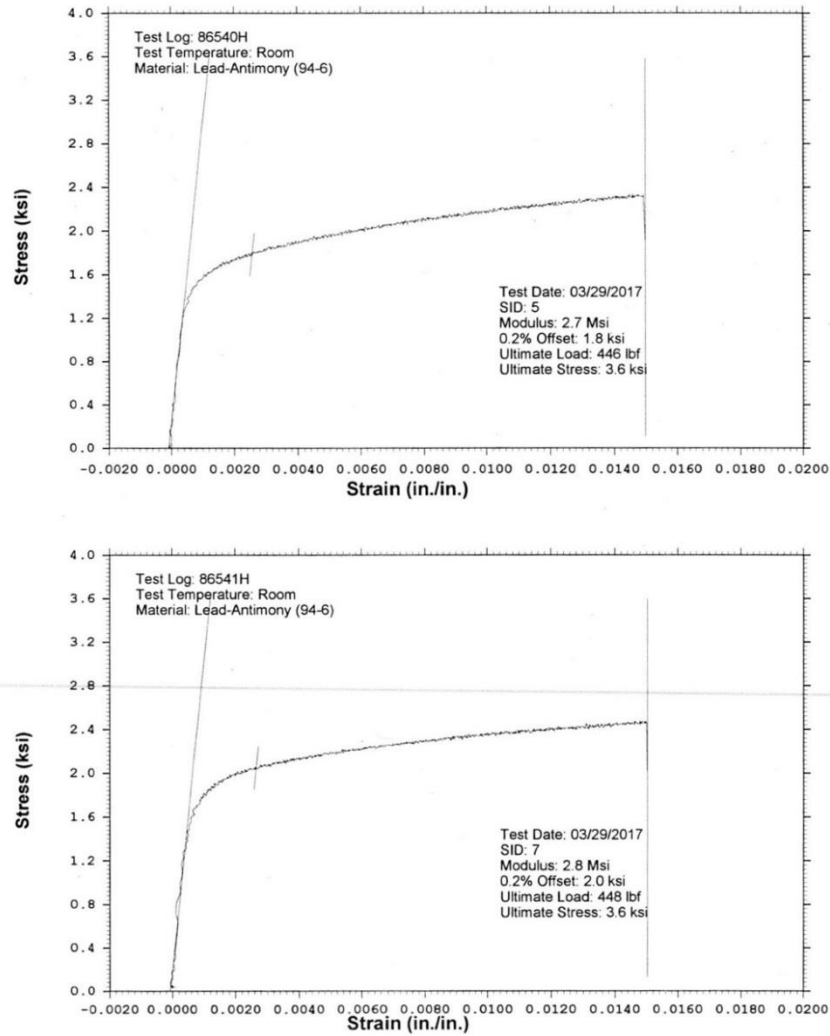 4.0
Test Log: 86540H
3.6
Test Temperature: Room
Material: Lead-Antimony (94-6)
3.2
2.8
2.4
2.0
1.6
1.2
0.8
0.4
0.0
Stress (ksi)
Test Date: 03/29/2017
SID: 5
Modulus: 2.7 Msi
0.2% Offset: 1.8 ksi
Ultimate Load: 446 lbf
Ultimate Stress: 3.6 ksi
-0.0020 0.0000 0.0020 0.0040 0.0060 0.0080 0.0100 0.0120 0.0140 0.0160 0.0180 0.0200
Strain (in./in.)
4.0
Test Log: 86541H
3.6
Test Temperature: Room
Material: Lead-Antimony (94-6)
3.2
2.8
2.4
2.0
1.6
1.2
0.8
0.4
0.0
Stress (ksi)
Test Date: 03/29/2017
SID: 7
Modulus: 2.8 Msi
0.2% Offset: 2.0 ksi
Ultimate Load: 448 lbf
Ultimate Stress: 3.6 ksi
-0.0020 0.0000 0.0020 0.0040 0.0060 0.0080 0.0100 0.0120 0.0140 0.0160 0.0180 0.0200
Strain (in./in.)